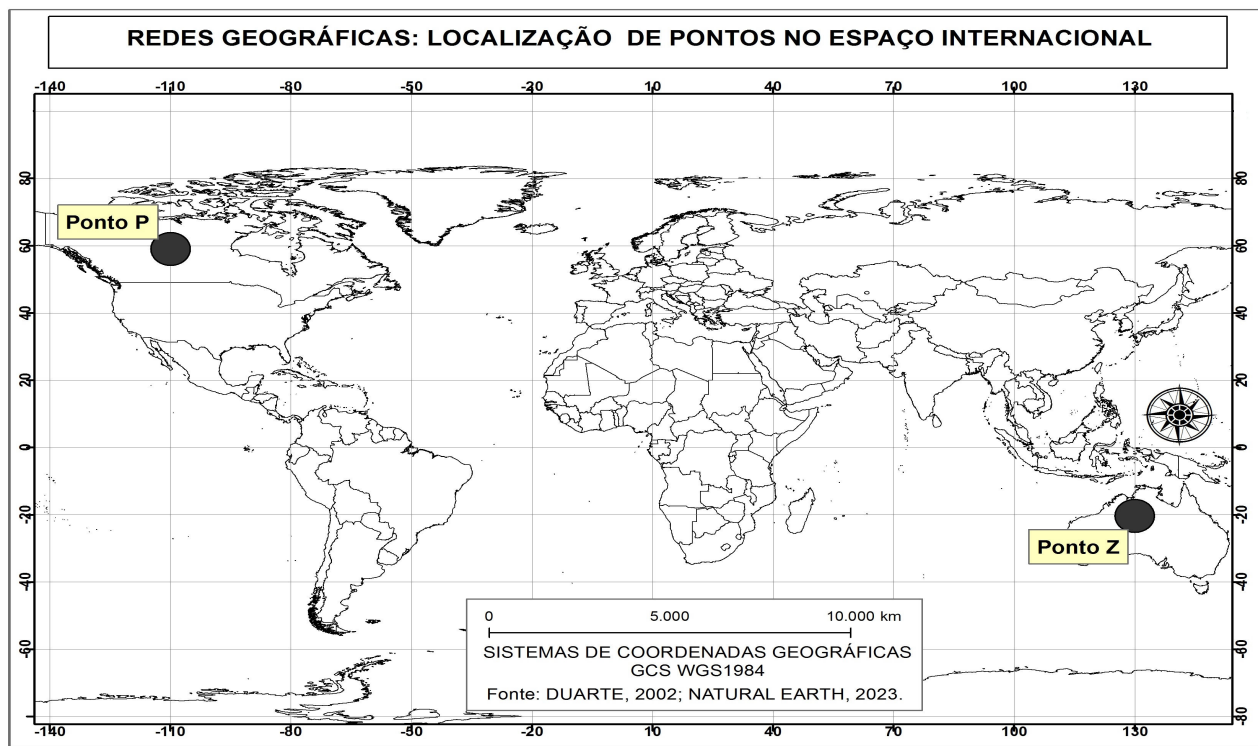 REDES GEOGRÁFICAS: LOCALIZAÇÃO DE PONTOS NO ESPAÇO INTERNACIONAL
-140 -110 -80 -50 -20 10 40 70 100 130
80 80
Ponto P
60 60
40 40
20 20
0 0
-20 -20
Ponto Z
-40 -40
0 5.000 10.000 km
SISTEMAS DE COORDENADAS GEOGRÁFICAS
-60 -60
GCS WGS1984
Fonte: DUARTE, 2002; NATURAL EARTH, 2023.
-80 -80
-140 -110 -80 -50 -20 10 40 70 100 130